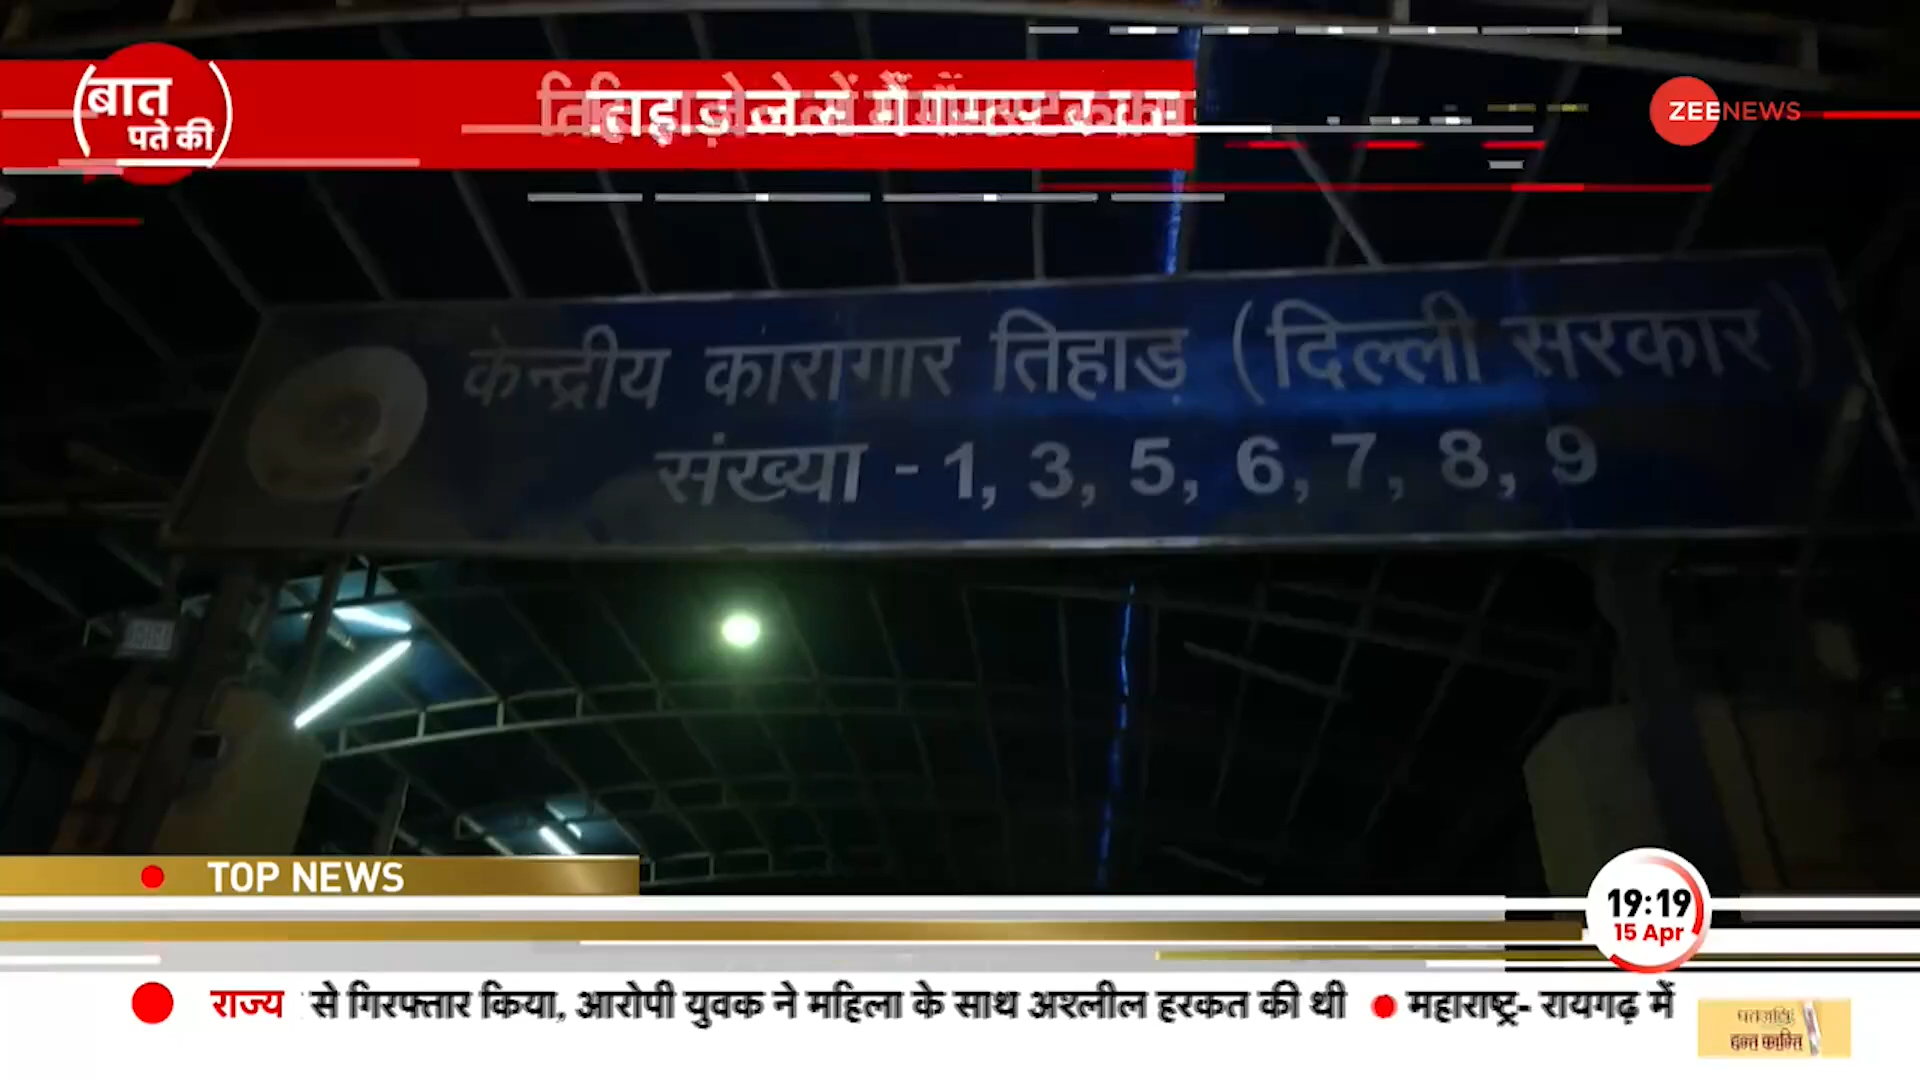 बात
पते की
ZEENEWS
केन्द्रीय कारागार तिहाड़ (दिल्ली सरकार)
संख्या - 1, 3, 5, 6, 7, 8, 9
TOP NEWS
19:19
15 Apr
राज्य से गिरफ्तार किया, आरोपी युवक ने महिला के साथ अश्लील हरकत की थी • महाराष्ट्र- रायगढ़ में
दन्त कान्ति